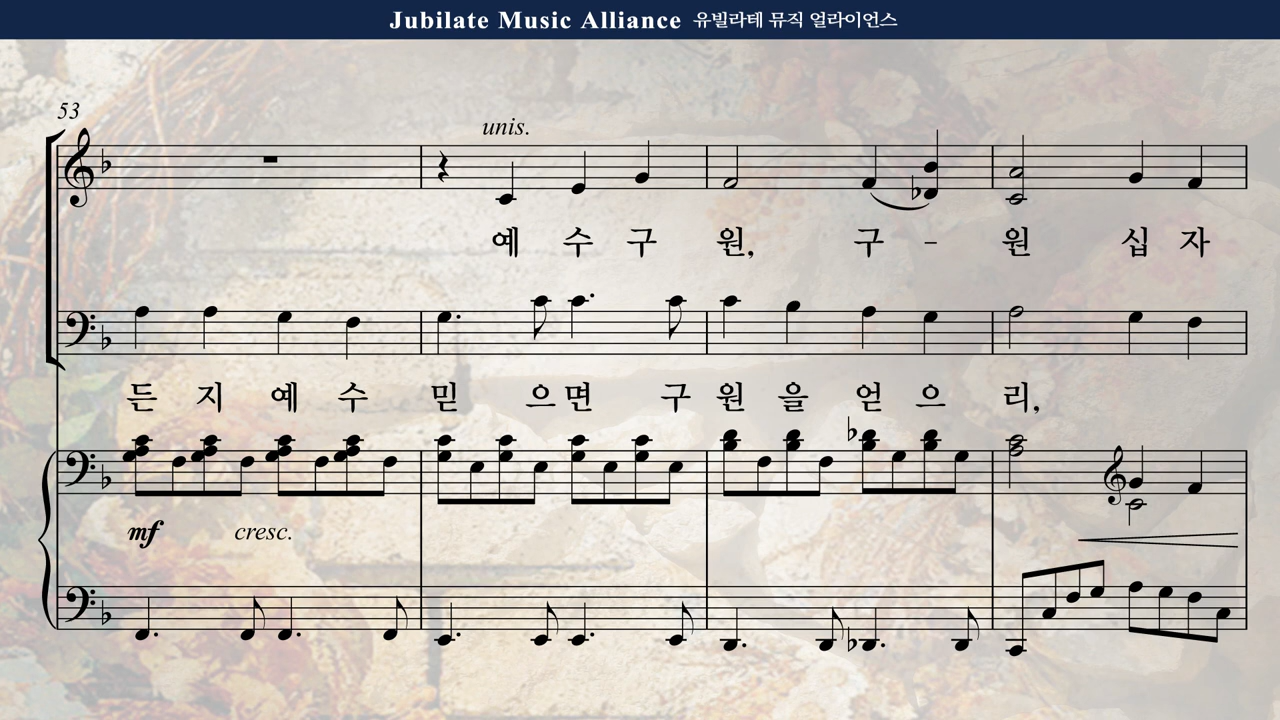 Jubilate Music Alliance 유빌라테 뮤직 얼라이언스
53
unis.
예 수 구 원, 구 - 원 십 자
든 지 예 수 믿 으 면 구 원 을 얻 으 리,
mf cresc.